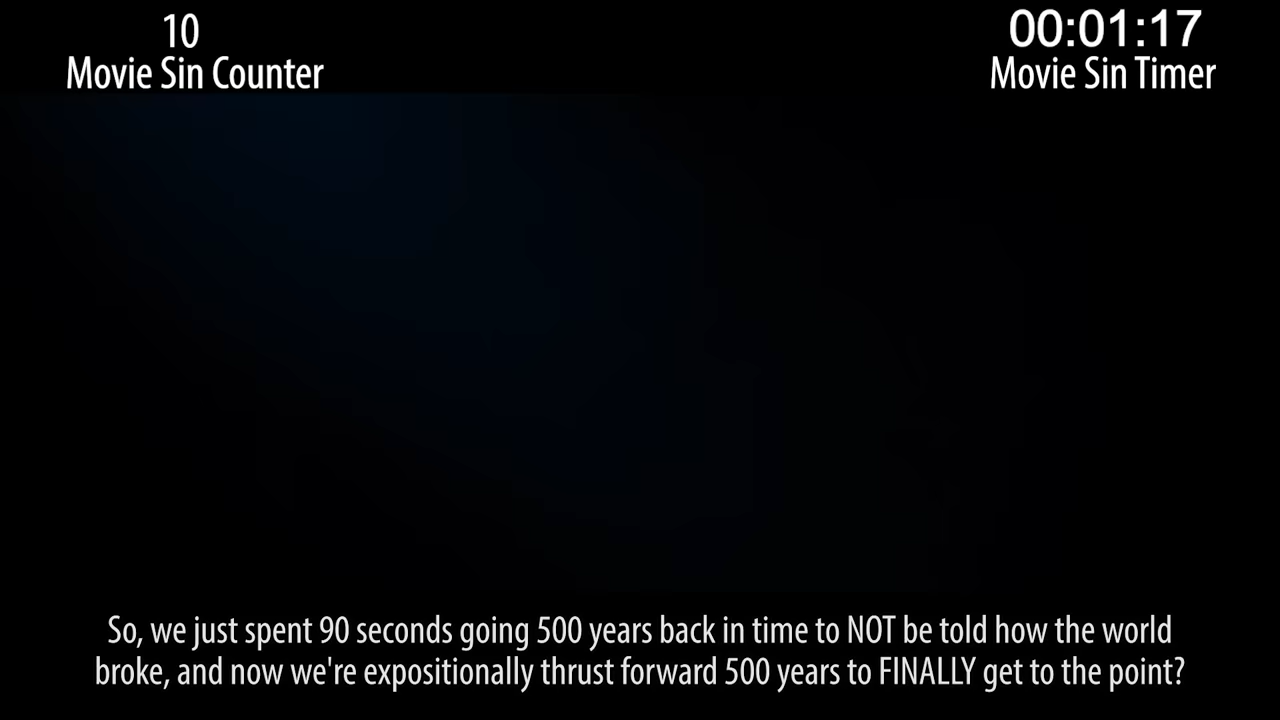 10
Movie Sin Counter
00:01:17
Movie Sin Timer
So, we just spent 90 seconds going 500 years back in time to NOT be told how the world
broke, and now we're expositionally thrust forward 500 years to FINALLY get to the point?